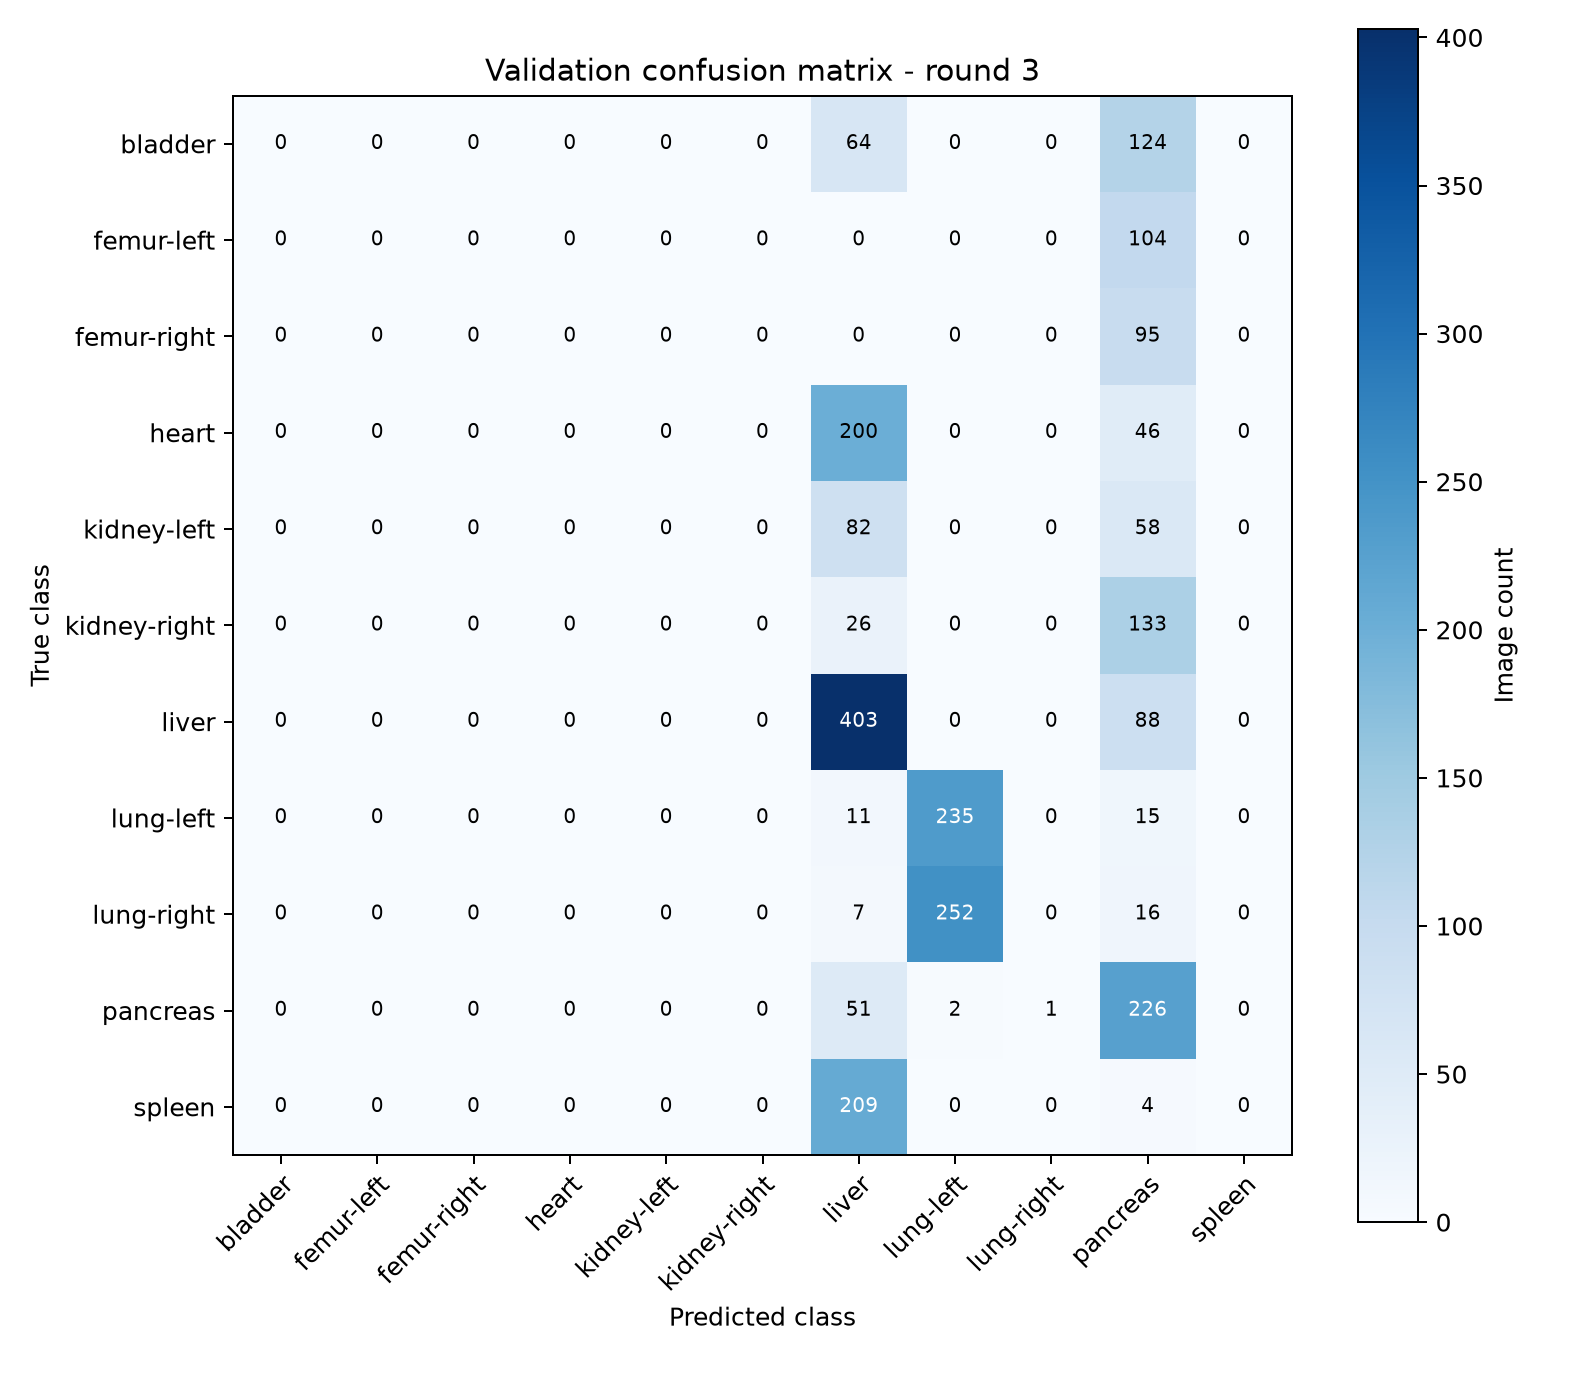 Validation confusion matrix - round 3
bladder 0 0 0 0 0 0 64 0 0 124 0
femur-left 0 0 0 0 0 0 0 0 0 104 0
femur-right 0 0 0 0 0 0 0 0 0 95 0
heart 0 0 0 0 0 0 200 0 0 46 0
kidney-left 0 0 0 0 0 0 82 0 0 58 0
kidney-right 0 0 0 0 0 0 26 0 0 133 0
liver 0 0 0 0 0 0 403 0 0 88 0
lung-left 0 0 0 0 0 0 11 235 0 15 0
lung-right 0 0 0 0 0 0 7 252 0 16 0
pancreas 0 0 0 0 0 0 51 2 1 226 0
spleen 0 0 0 0 0 0 209 0 0 4 0
True class
bladder
femur-left
femur-right
heart
kidney-left
kidney-right
liver
lung-left
lung-right
pancreas
spleen
Predicted class
400
350
300
250
200
150
100
50
0
Image count